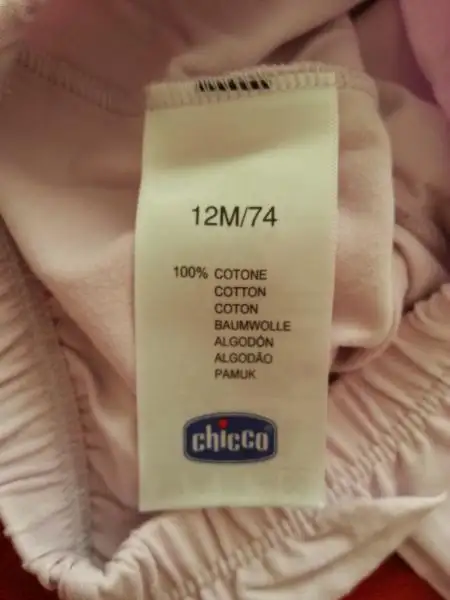 12M/74
100% COTONE
COTTON
COTON
BAUMWOLLE
ALGODÓN
ALGODÃO
PAMUK
chicco